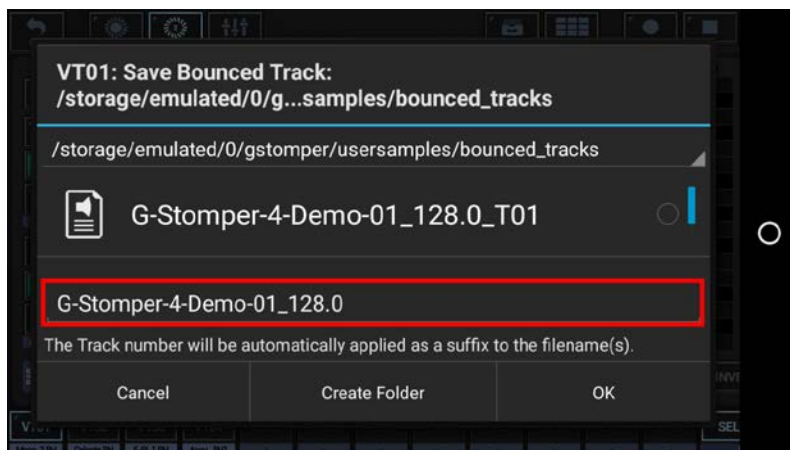 VT01: Save Bounced Track:
/storage/emulated/0/g...samples/bounced_tracks
/storage/emulated/0/gstomper/usersamples/bounced_tracks
G-Stomper-4-Demo-01_128.0_T01
G-Stomper-4-Demo-01_128.0
The Track number will be automatically applied as a suffix to the filename(s).
Cancel
Create Folder
OK